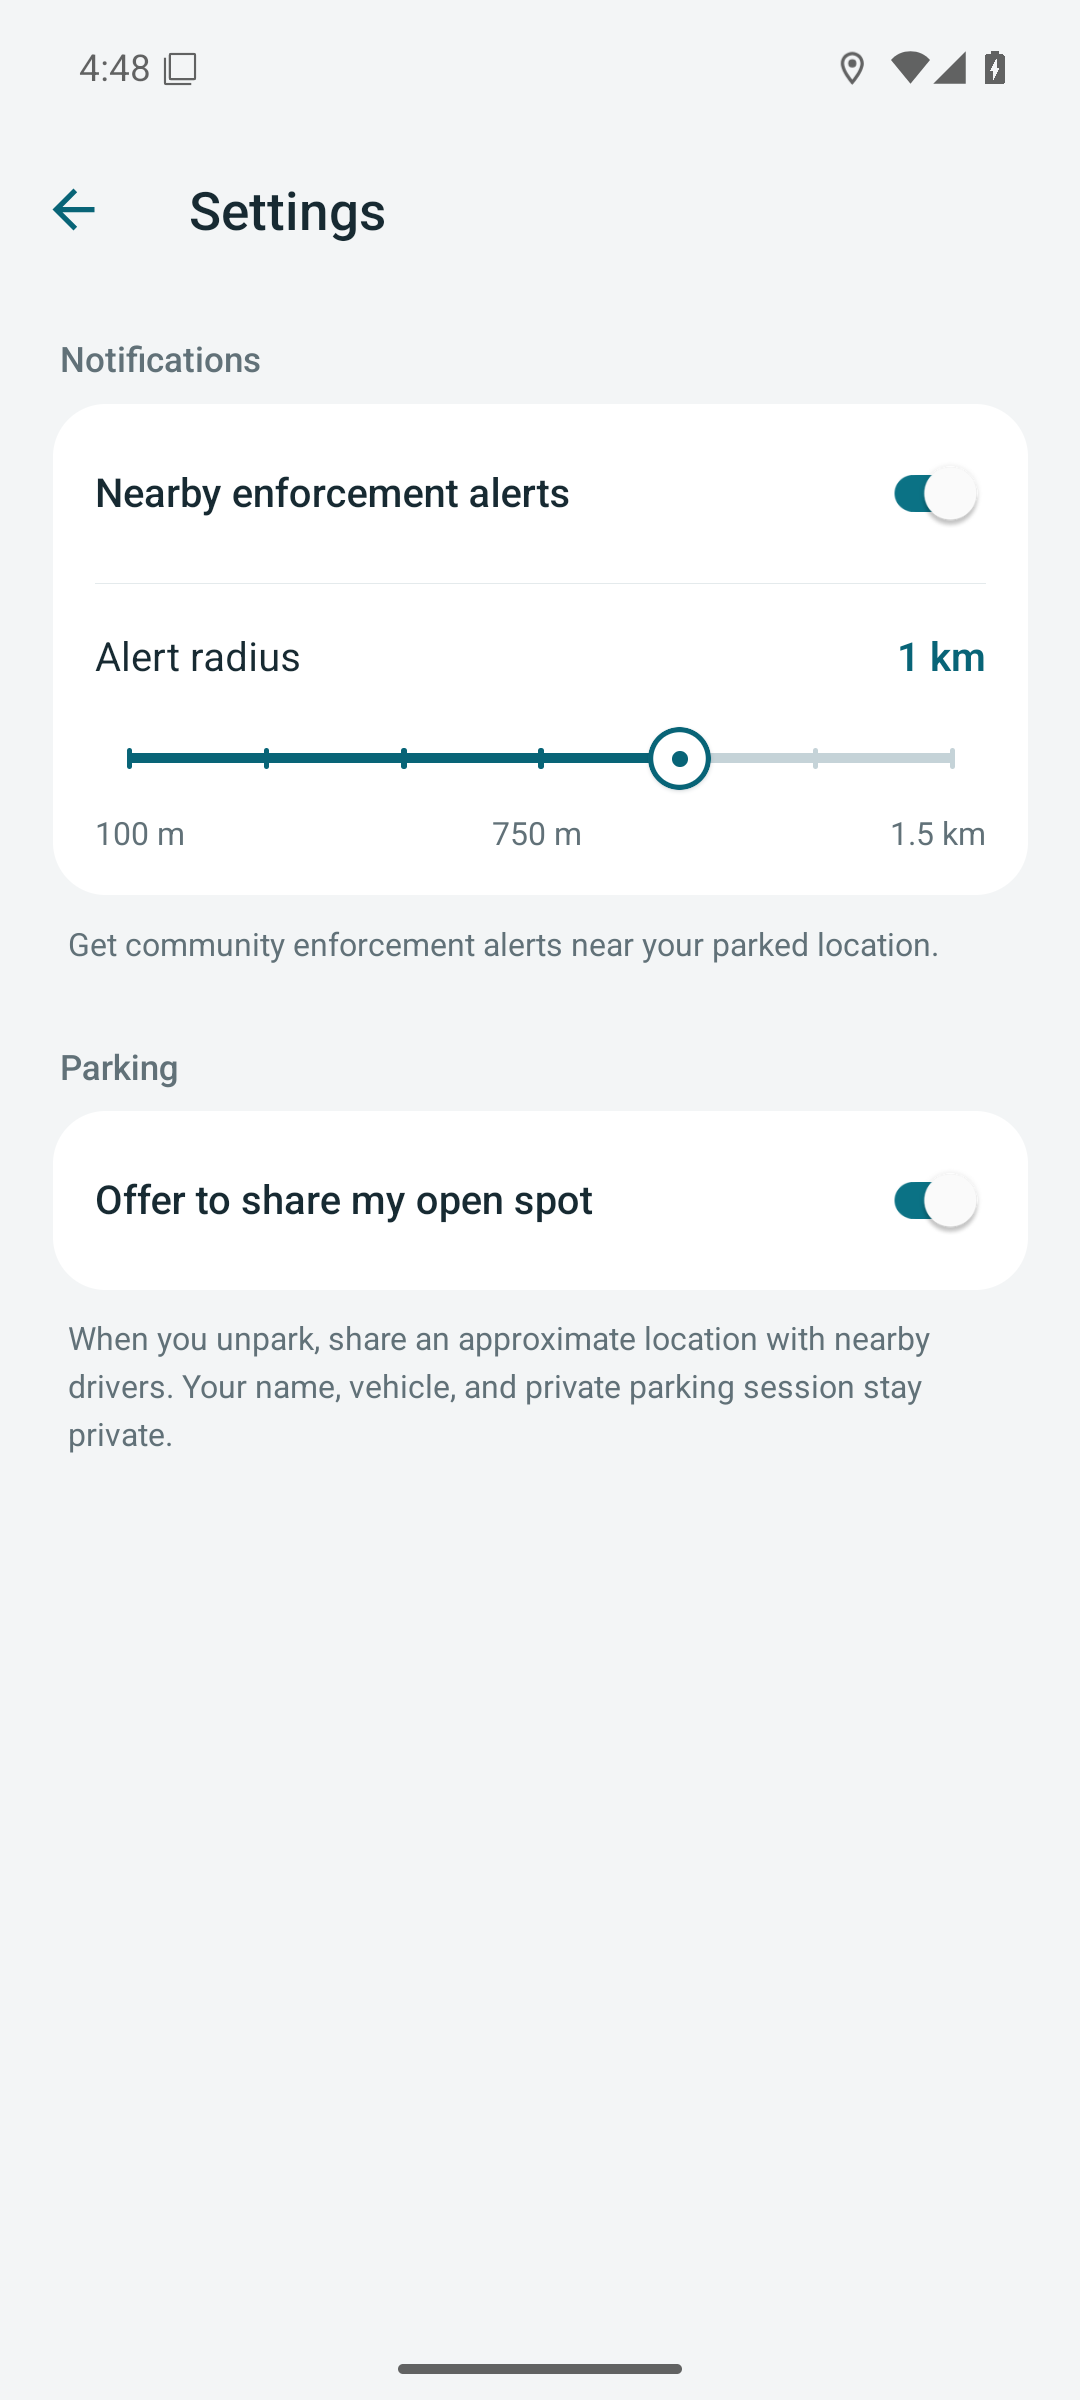 4:48
Settings
Notifications
Nearby enforcement alerts
Alert radius
1 km
100 m
750 m
1.5 km
Get community enforcement alerts near your parked location.
Parking
Offer to share my open spot
When you unpark, share an approximate location with nearby
drivers. Your name, vehicle, and private parking session stay
private.